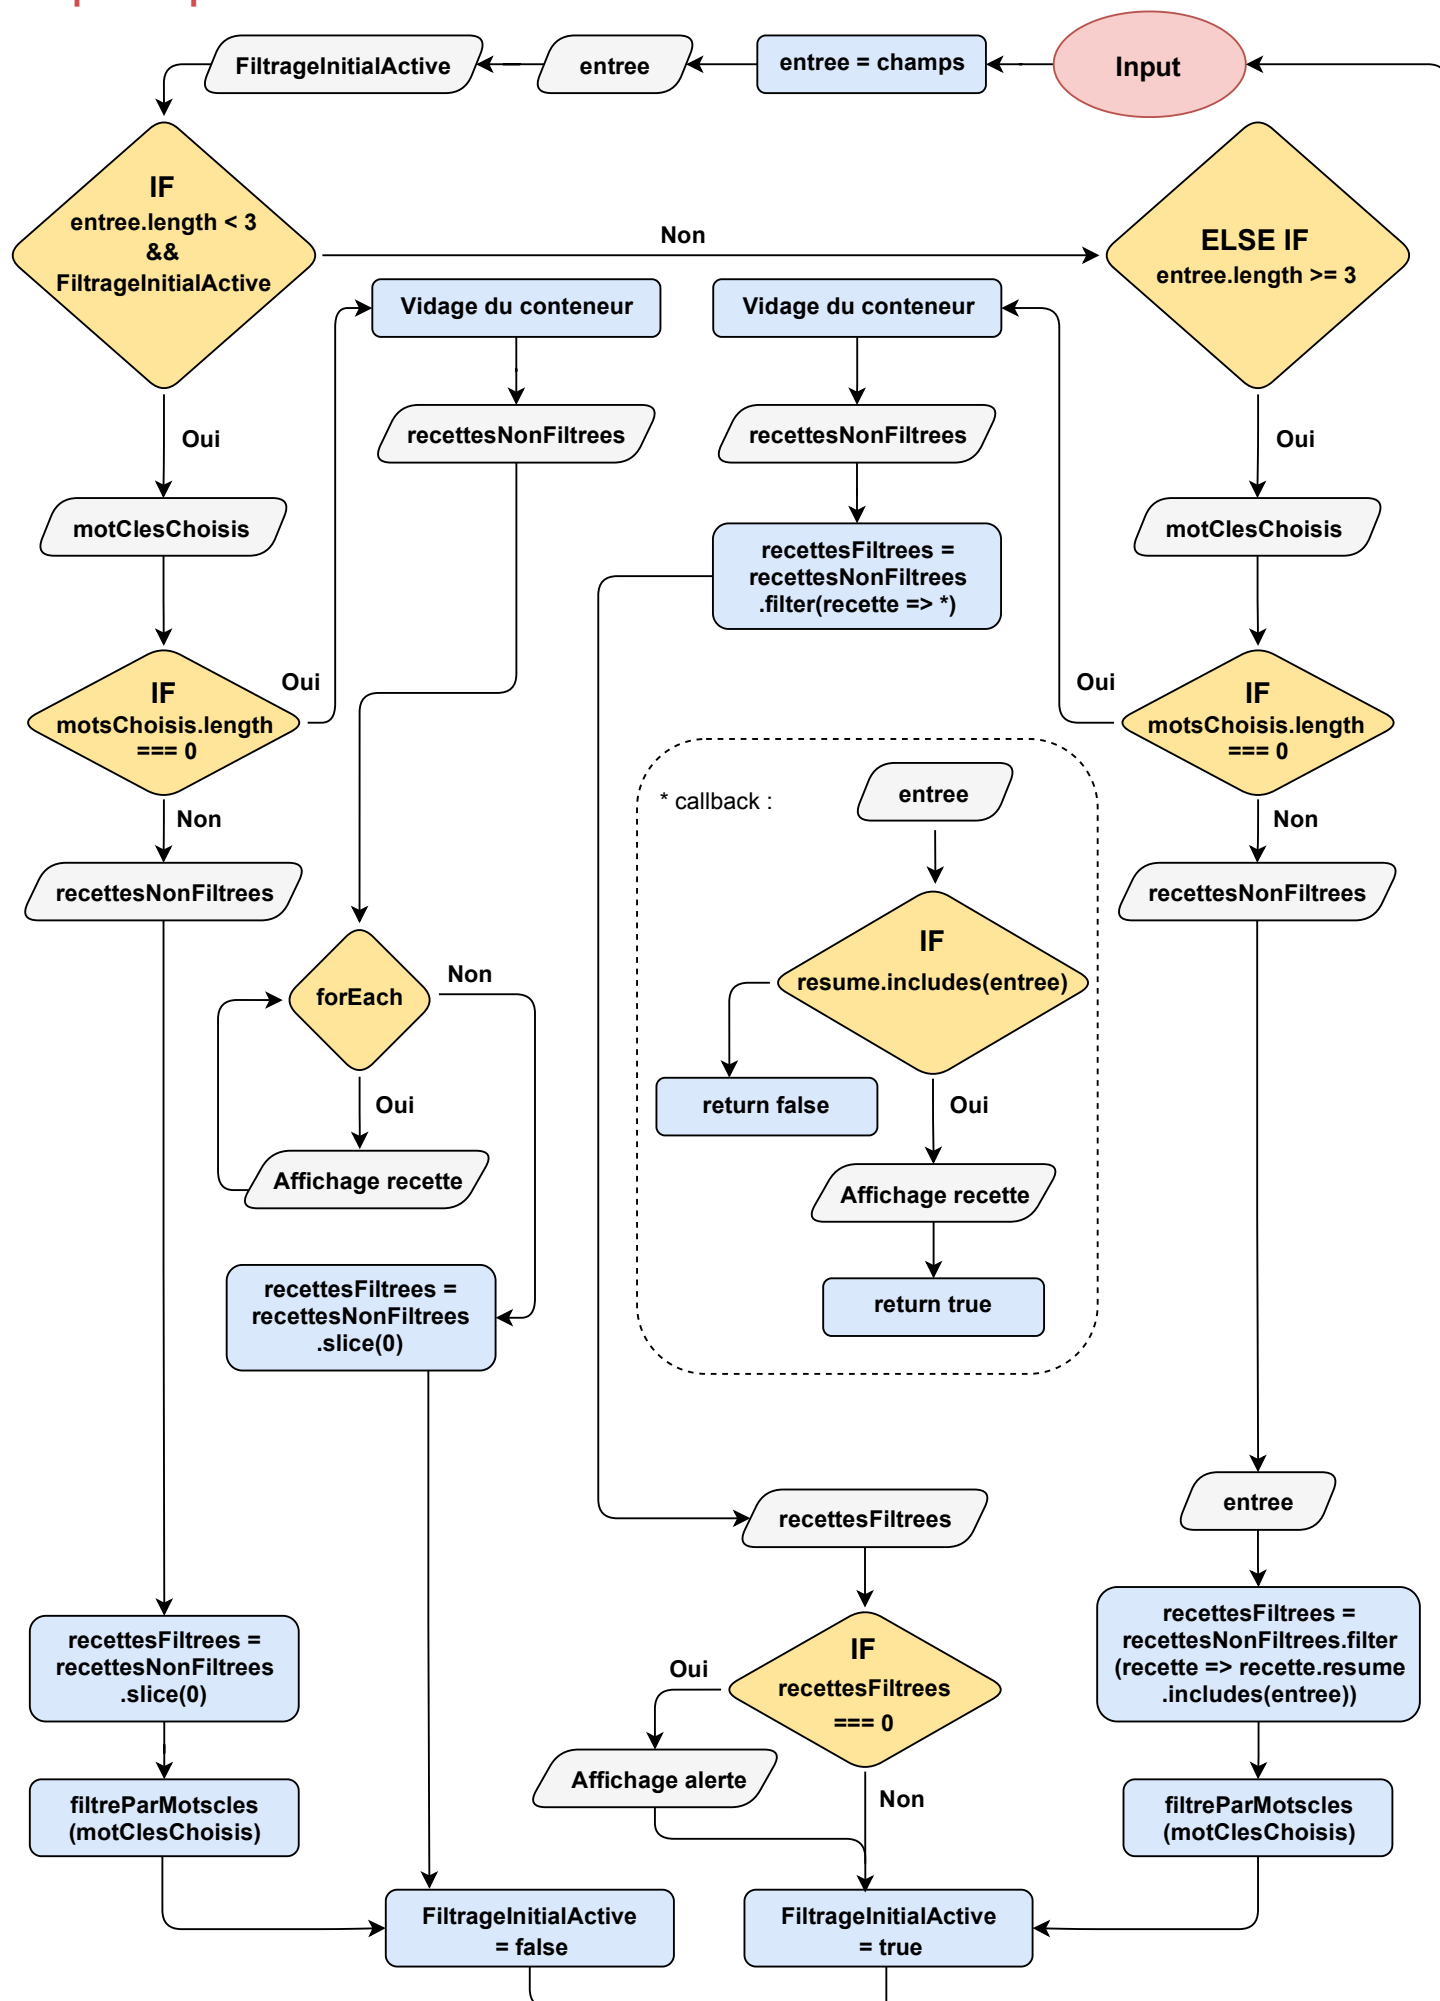 FiltrageInitialActive
entree
entree = champs
Input
IF
entree.length < 3
&&
FiltrageInitialActive
Non
ELSE IF
entree.length >= 3
Vidage du conteneur
Vidage du conteneur
Oui
recettesNonFiltrees
recettesNonFiltrees
Oui
motClesChoisis
recettesFiltrees =
recettesNonFiltrees
.filter(recette => *)
motClesChoisis
IF
motsChoisis.length
=== 0
Oui
Oui
IF
motsChoisis.length
=== 0
Non
* callback :
entree
Non
recettesNonFiltrees
recettesNonFiltrees
IF
resume.includes(entree)
forEach
Non
Oui
return false
Oui
Affichage recette
Affichage recette
recettesFiltrees =
recettesNonFiltrees
.slice(0)
return true
recettesFiltrees
entree
recettesFiltrees =
recettesNonFiltrees
.slice(0)
Oui
IF
recettesFiltrees
=== 0
recettesFiltrees =
recettesNonFiltrees.filter
(recette => recette.resume
.includes(entree))
Affichage alerte
Non
filtreParMotscles
(motClesChoisis)
filtreParMotscles
(motClesChoisis)
FiltrageInitialActive
= false
FiltrageInitialActive
= true